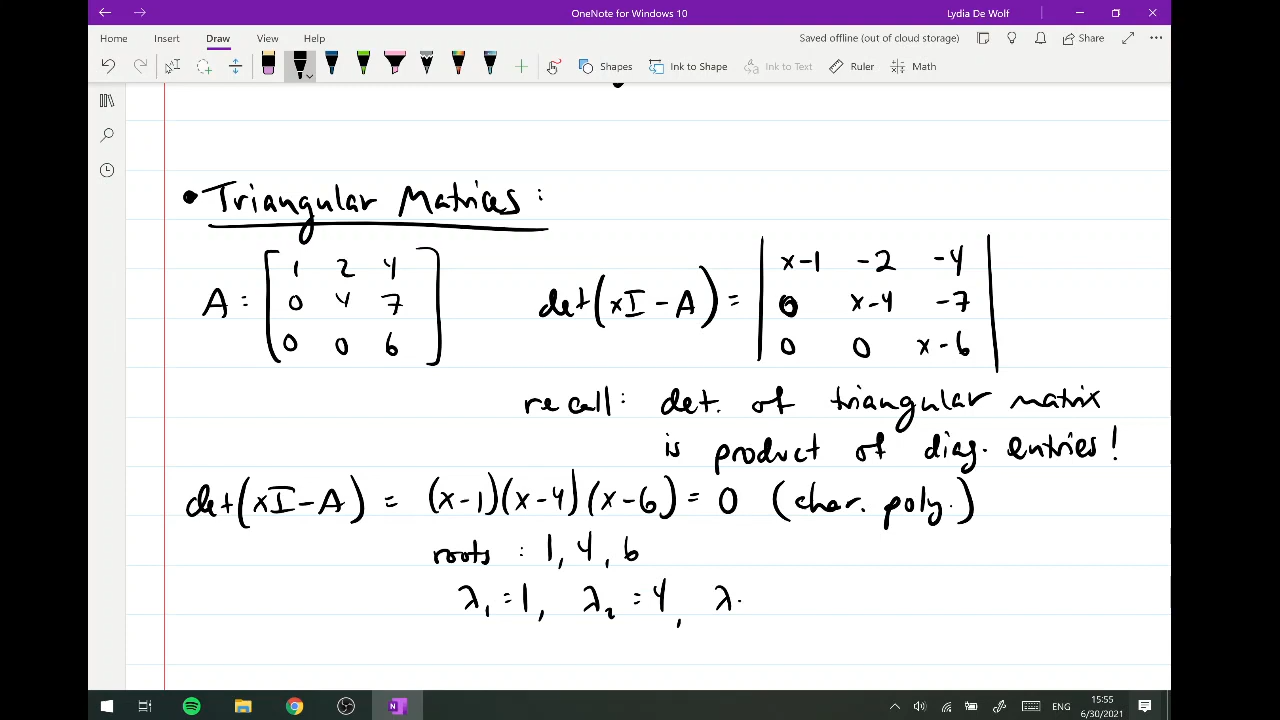 OneNote for Windows 10
Lydia De Wolf
Home Insert Draw View Help
Saved offline (out of cloud storage)
Share
Shapes Ink to Shape Ink to Text Ruler Math
• Triangular Matrices:
A = [ 1 2 4
0 4 7
0 0 6 ]
det(xI - A) = | x-1 -2 -4
0 x-4 -7
0 0 x-6 |
recall: det. of triangular matrix
is product of diag. entries!
det(xI - A) = (x-1)(x-4)(x-6) = 0 (char. poly.)
roots : 1, 4, 6
λ₁ = 1, λ₂ = 4, λ
15:55
ENG
6/30/2021